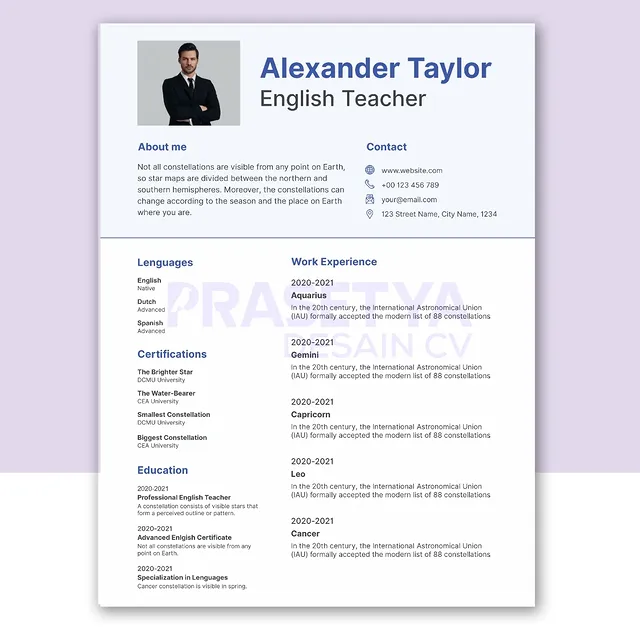 Alexander Taylor
English Teacher
About me
Not all constellations are visible from any point on Earth,
so star maps are divided between the northern and
southern hemispheres. Moreover, the constellations can
change according to the season and the place on Earth
where you are.
Contact
www.website.com
+00 123 456 789
your@email.com
123 Street Name, City Name, 1234
Lenguages
English
Native
Dutch
Advanced
Spanish
Advanced
Certifications
The Brighter Star
DCMU University
The Water-Bearer
CEA University
Smallest Constellation
DCMU University
Biggest Constellation
CEA University
Education
2020-2021
Professional English Teacher
A constellation consists of visible stars that
form a perceived outline or pattern.
2020-2021
Advanced Enlgish Certificate
Not all constellations are visible from any
point on Earth.
2020-2021
Specialization in Lenguages
Cancer constellation is visible in spring.
Work Experience
2020-2021
Aquarius
In the 20th century, the International Astronomical Union
(IAU) formally accepted the modern list of 88 constellations
2020-2021
Gemini
In the 20th century, the International Astronomical Union
(IAU) formally accepted the modern list of 88 constellations
2020-2021
Capricorn
In the 20th century, the International Astronomical Union
(IAU) formally accepted the modern list of 88 constellations
2020-2021
Leo
In the 20th century, the International Astronomical Union
(IAU) formally accepted the modern list of 88 constellations
2020-2021
Cancer
In the 20th century, the International Astronomical Union
(IAU) formally accepted the modern list of 88 constellations
PRASETYA
DESAIN CV